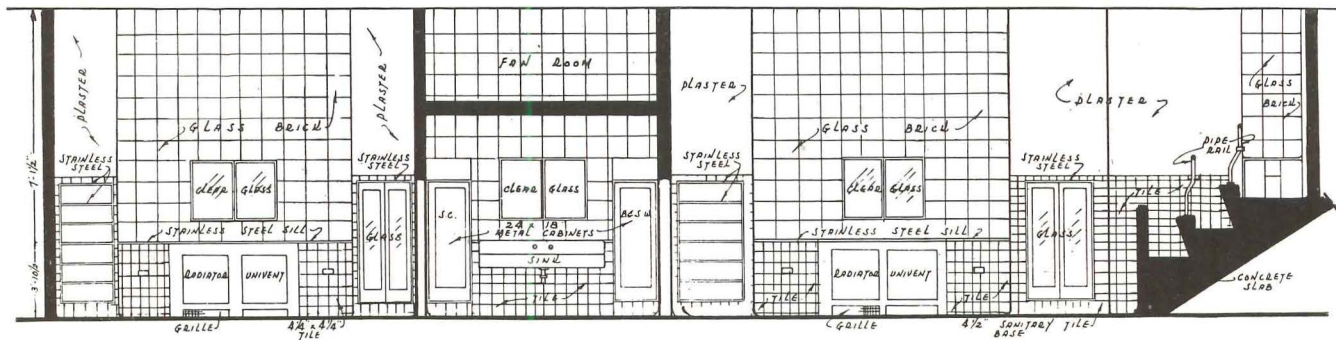 7'-1½"
3'-10½"
PLASTER
STAINLESS
STEEL
GLASS BRICK
CLEAR GLASS
STAINLESS STEEL SILL
RADIATOR UNIVENT
GRILLE
4¼" x 4¼"
TILE
PLASTER
STAINLESS
STEEL
GLASS
FAN ROOM
S.C.
CLEAR GLASS
24 18
METAL CABINETS
SINK
TILE
PLASTER
STAINLESS
STEEL
GLASS BRICK
CLEAR GLASS
STAINLESS STEEL SILL
TILE
RADIATOR UNIVENT
GRILLE
TILE
4½" SANITARY TILE
BASE
PLASTER
STAINLESS
STEEL
GLASS
TILE
PIPE
RAIL
GLASS
BRICK
CONCRETE
SLAB